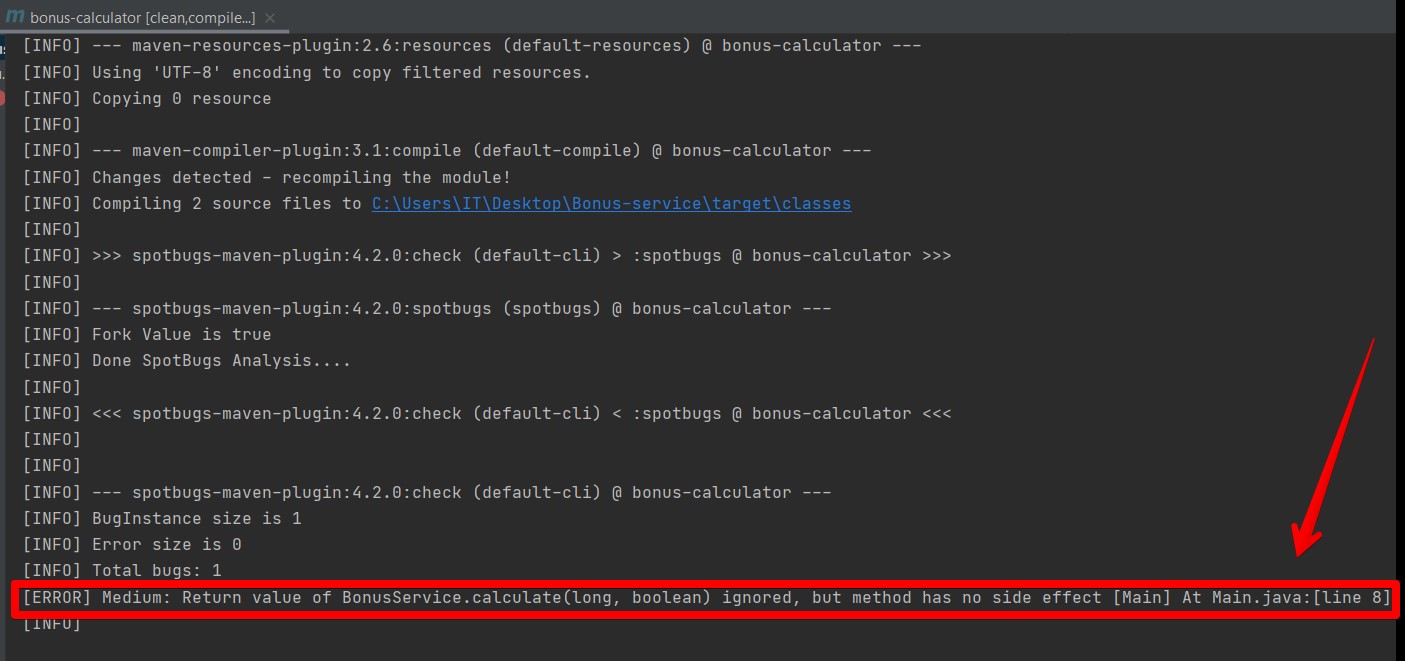 m bonus-calculator [clean,compile...] ×
[INFO] --- maven-resources-plugin:2.6:resources (default-resources) @ bonus-calculator ---
[INFO] Using 'UTF-8' encoding to copy filtered resources.
[INFO] Copying 0 resource
[INFO]
[INFO] --- maven-compiler-plugin:3.1:compile (default-compile) @ bonus-calculator ---
[INFO] Changes detected - recompiling the module!
[INFO] Compiling 2 source files to C:\Users\IT\Desktop\Bonus-service\target\classes
[INFO]
[INFO] >>> spotbugs-maven-plugin:4.2.0:check (default-cli) > :spotbugs @ bonus-calculator >>>
[INFO]
[INFO] --- spotbugs-maven-plugin:4.2.0:spotbugs (spotbugs) @ bonus-calculator ---
[INFO] Fork Value is true
[INFO] Done SpotBugs Analysis....
[INFO]
[INFO] <<< spotbugs-maven-plugin:4.2.0:check (default-cli) < :spotbugs @ bonus-calculator <<<
[INFO]
[INFO]
[INFO] --- spotbugs-maven-plugin:4.2.0:check (default-cli) @ bonus-calculator ---
[INFO] BugInstance size is 1
[INFO] Error size is 0
[INFO] Total bugs: 1
[ERROR] Medium: Return value of BonusService.calculate(long, boolean) ignored, but method has no side effect [Main] At Main.java:[line 8]
[INFO]